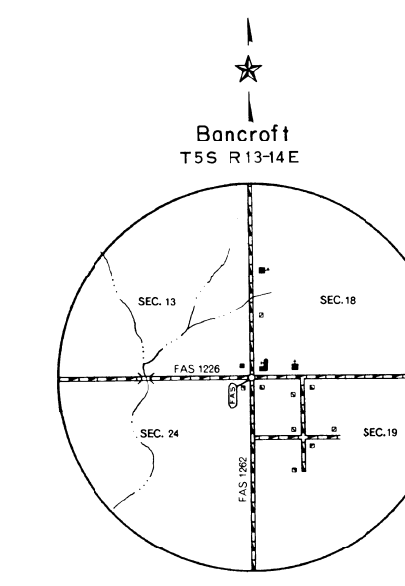 Bancroft
T5S R13-14E
SEC. 13
SEC. 18
FAS 1226
FAS
SEC. 24
SEC. 19
FAS 1262